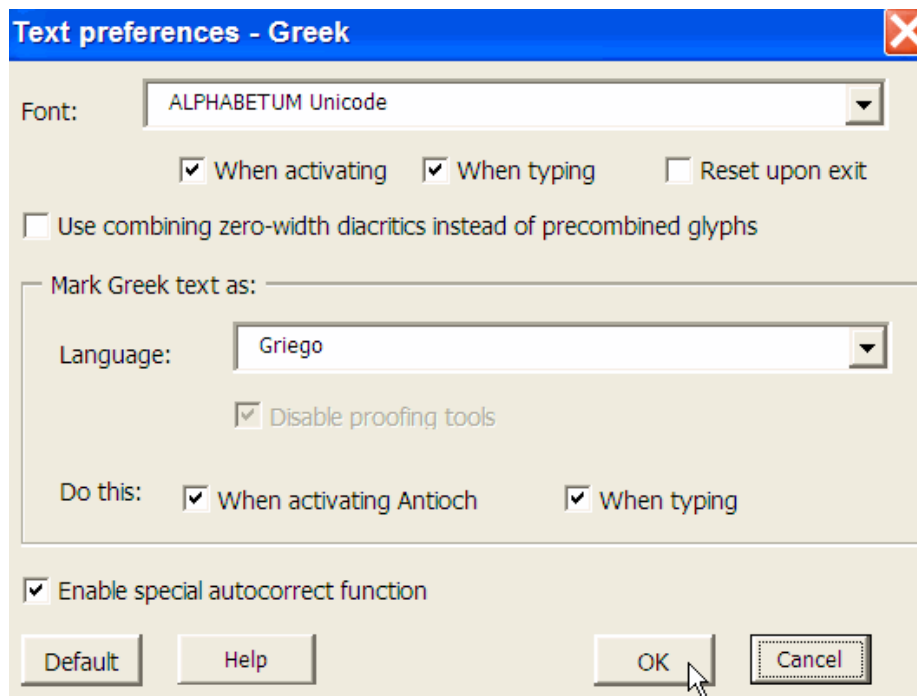 Text preferences - Greek
Font: ALPHABETUM Unicode
When activating When typing Reset upon exit
Use combining zero-width diacritics instead of precombined glyphs
Mark Greek text as:
Language: Griego
Disable proofing tools
Do this: When activating Antioch When typing
Enable special autocorrect function
Default Help OK Cancel